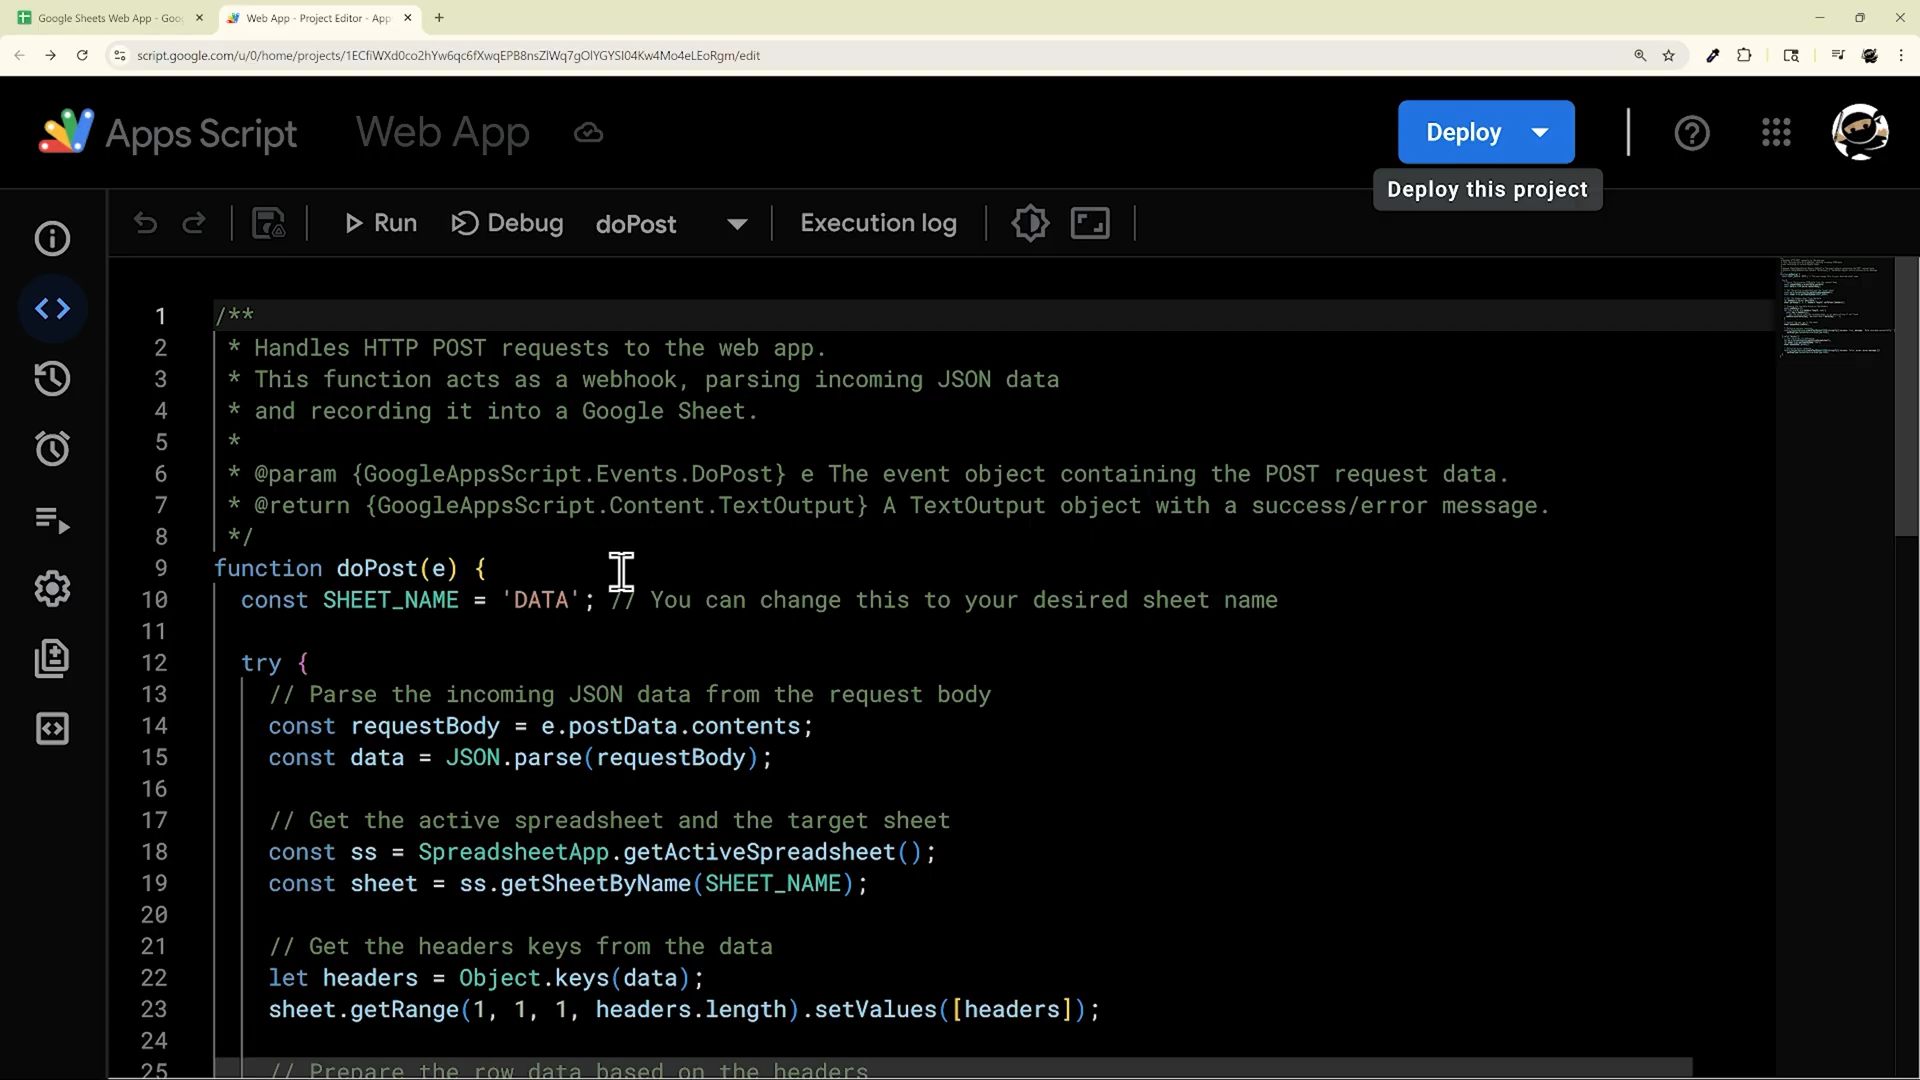 Google Sheets Web App - Goo
Web App - Project Editor - App
script.google.com/u/0/home/projects/1ECfiWXd0co2hYw6qc6fXwqEPB8nsZlWq7gOlYGYSI04Kw4Mo4eLEoRgm/edit
Apps Script
Web App
Deploy
Deploy this project
Run
Debug
doPost
Execution log
1 /**
2 * Handles HTTP POST requests to the web app.
3 * This function acts as a webhook, parsing incoming JSON data
4 * and recording it into a Google Sheet.
5 *
6 * @param {GoogleAppsScript.Events.DoPost} e The event object containing the POST request data.
7 * @return {GoogleAppsScript.Content.TextOutput} A TextOutput object with a success/error message.
8 */
9 function doPost(e) {
10 const SHEET_NAME = 'DATA'; // You can change this to your desired sheet name
11
12 try {
13 // Parse the incoming JSON data from the request body
14 const requestBody = e.postData.contents;
15 const data = JSON.parse(requestBody);
16
17 // Get the active spreadsheet and the target sheet
18 const ss = SpreadsheetApp.getActiveSpreadsheet();
19 const sheet = ss.getSheetByName(SHEET_NAME);
20
21 // Get the headers keys from the data
22 let headers = Object.keys(data);
23 sheet.getRange(1, 1, 1, headers.length).setValues([headers]);
24
25 // Prepare the row data based on the headers